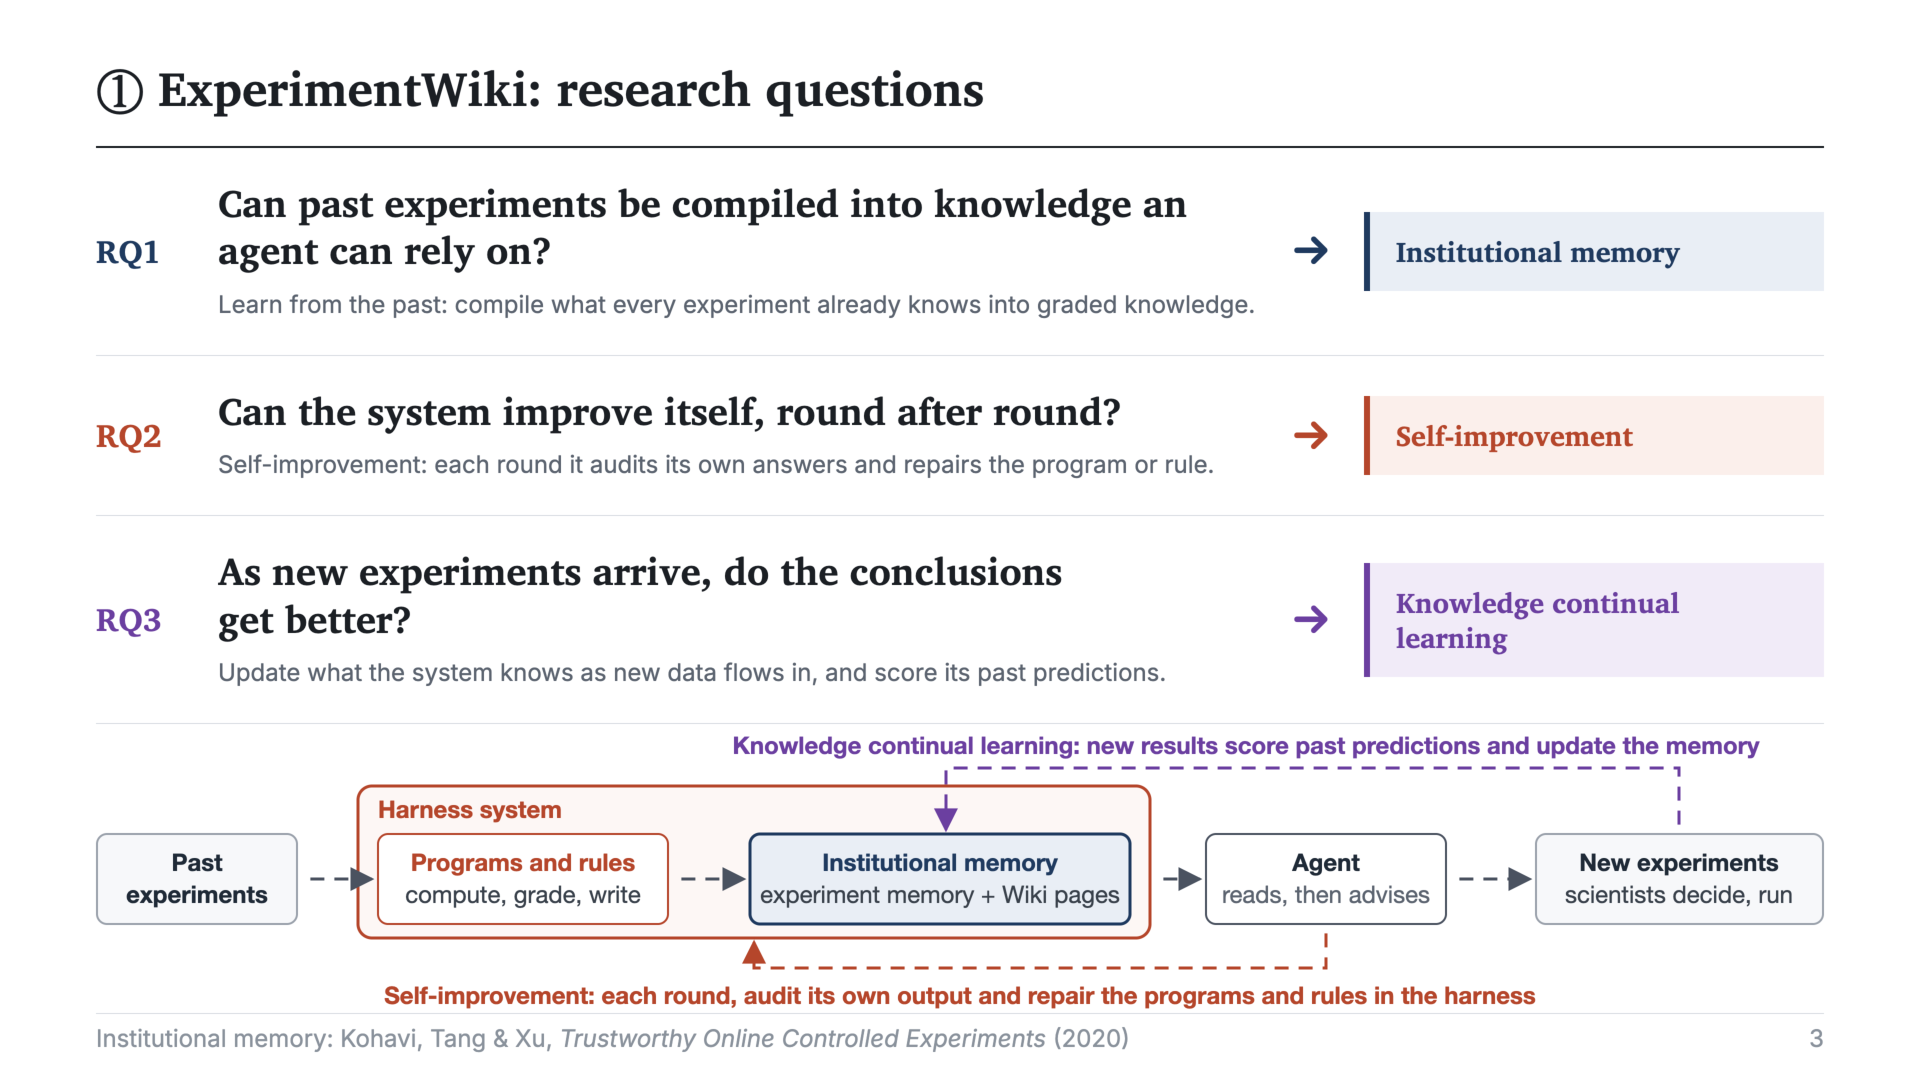 ① ExperimentWiki: research questions
RQ1
Can past experiments be compiled into knowledge an
agent can rely on?
Learn from the past: compile what every experiment already knows into graded knowledge.
→ Institutional memory
RQ2
Can the system improve itself, round after round?
Self-improvement: each round it audits its own answers and repairs the program or rule.
→ Self-improvement
RQ3
As new experiments arrive, do the conclusions
get better?
Update what the system knows as new data flows in, and score its past predictions.
→ Knowledge continual
learning
Knowledge continual learning: new results score past predictions and update the memory
Past
experiments
Harness system
Programs and rules
compute, grade, write
Institutional memory
experiment memory + Wiki pages
Agent
reads, then advises
New experiments
scientists decide, run
Self-improvement: each round, audit its own output and repair the programs and rules in the harness
Institutional memory: Kohavi, Tang & Xu, Trustworthy Online Controlled Experiments (2020)
3